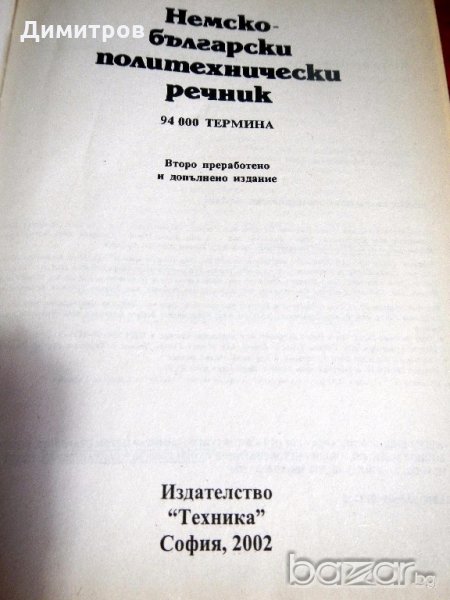 Димитров
Немско-
български
политехнически
речник
94 000 ТЕРМИНА
Второ преработено
и допълнено издание
Издателство
“Техника”
София, 2002
bazar.bg